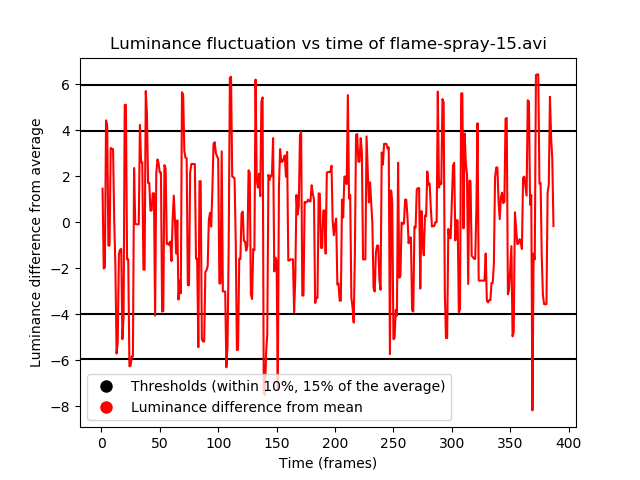 Luminance fluctuation vs time of flame-spray-15.avi
Luminance difference from average
6
4
2
0
−2
−4
−6
−8
Thresholds (within 10%, 15% of the average)
Luminance difference from mean
0 50 100 150 200 250 300 350 400
Time (frames)